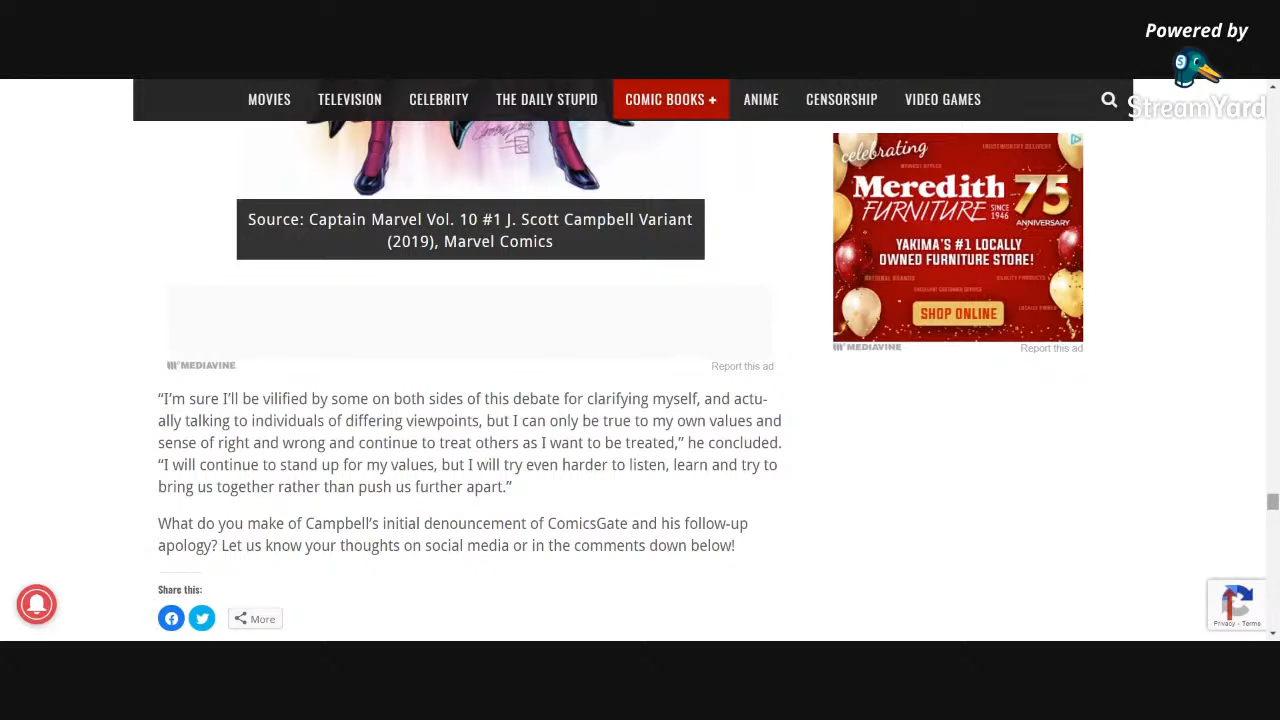 Powered by
StreamYard
MOVIES TELEVISION CELEBRITY THE DAILY STUPID COMIC BOOKS + ANIME CENSORSHIP VIDEO GAMES
Source: Captain Marvel Vol. 10 #1 J. Scott Campbell Variant
(2019), Marvel Comics
MEDIAVINE
Report this ad
“I’m sure I’ll be vilified by some on both sides of this debate for clarifying myself, and actu-
ally talking to individuals of differing viewpoints, but I can only be true to my own values and
sense of right and wrong and continue to treat others as I want to be treated,” he concluded.
“I will continue to stand up for my values, but I will try even harder to listen, learn and try to
bring us together rather than push us further apart.”
What do you make of Campbell’s initial denouncement of ComicsGate and his follow-up
apology? Let us know your thoughts on social media or in the comments down below!
Share this:
More
celebrating
Meredith
FURNITURE
SINCE
1946
75
ANNIVERSARY
YAKIMA'S #1 LOCALLY
OWNED FURNITURE STORE!
SHOP ONLINE
MEDIAVINE
Report this ad
Privacy - Terms